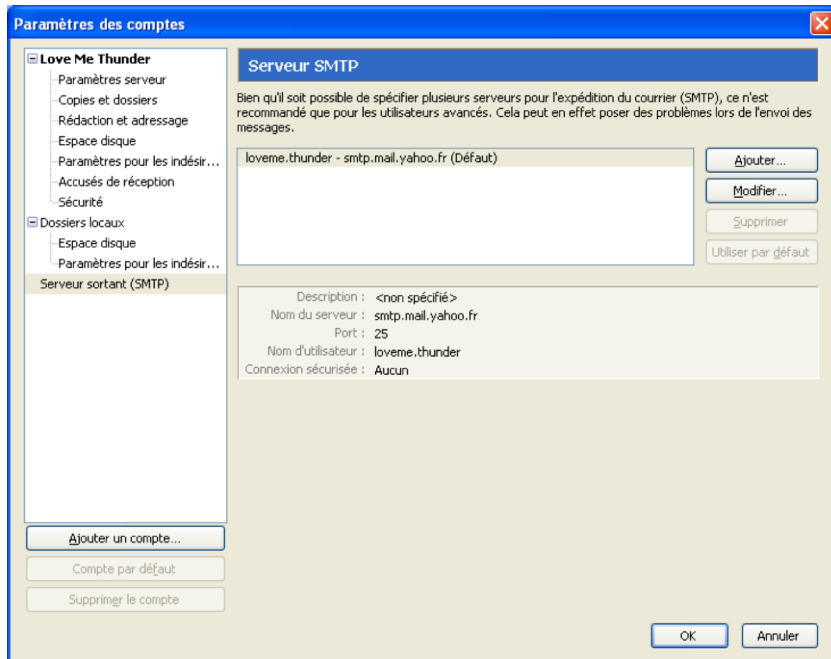 Paramètres des comptes
Love Me Thunder
Paramètres serveur
Copies et dossiers
Rédaction et adressage
Espace disque
Paramètres pour les indésir...
Accusés de réception
Sécurité
Dossiers locaux
Espace disque
Paramètres pour les indésir...
Serveur sortant (SMTP)
Ajouter un compte...
Compte par défaut
Supprimer le compte
Serveur SMTP
Bien qu'il soit possible de spécifier plusieurs serveurs pour l'expédition du courrier (SMTP), ce n'est
recommandé que pour les utilisateurs avancés. Cela peut en effet poser des problèmes lors de l'envoi des
messages.
loveme.thunder - smtp.mail.yahoo.fr (Défaut)
Ajouter...
Modifier...
Supprimer
Utiliser par défaut
Description : <non spécifié>
Nom du serveur : smtp.mail.yahoo.fr
Port : 25
Nom d'utilisateur : loveme.thunder
Connexion sécurisée : Aucun
OK
Annuler